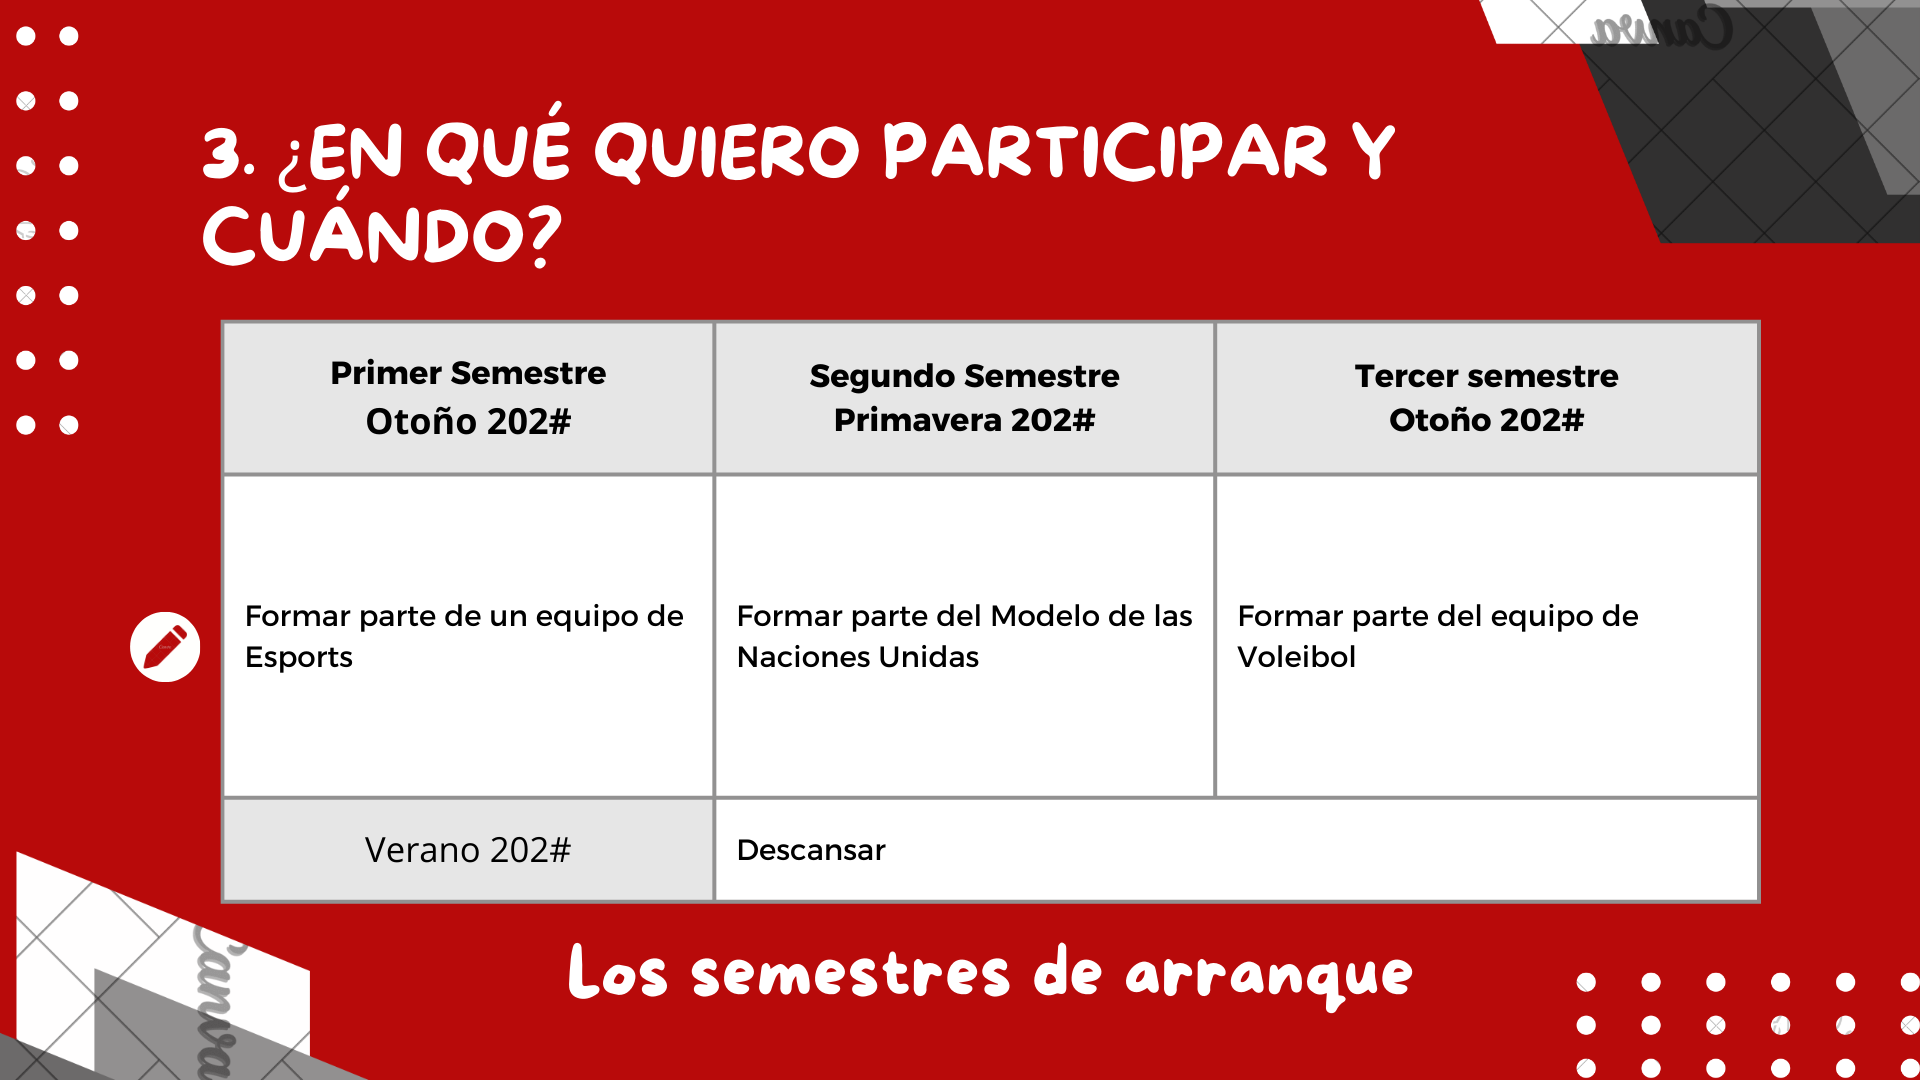 Canva
3. ¿EN QUÉ QUIERO PARTICIPAR Y
CUÁNDO?
Primer Semestre
Otoño 202#
Segundo Semestre
Primavera 202#
Tercer semestre
Otoño 202#
Formar parte de un equipo de
Esports
Formar parte del Modelo de las
Naciones Unidas
Formar parte del equipo de
Voleibol
Verano 202#
Descansar
Los semestres de arranque
Canva